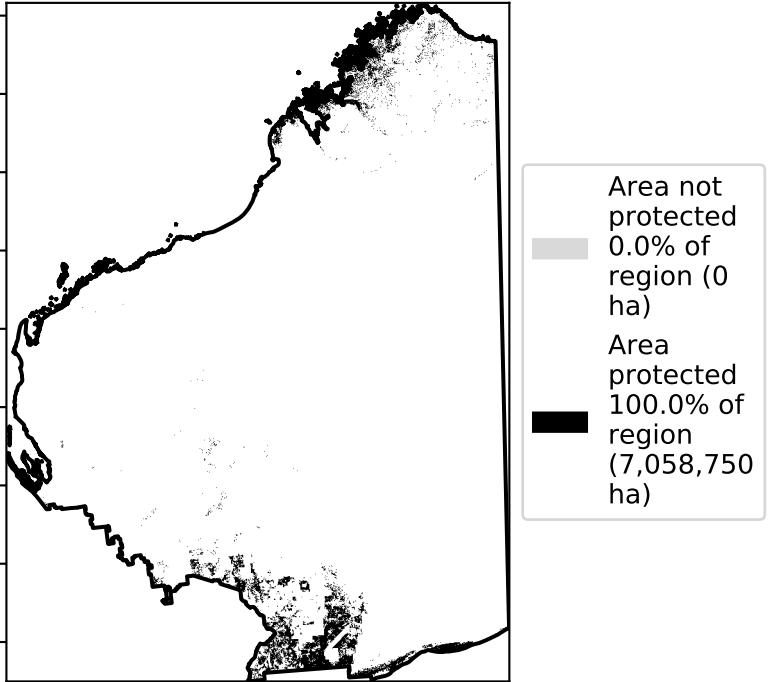 Area not
protected
0.0% of
region (0
ha)
Area
protected
100.0% of
region
(7,058,750
ha)